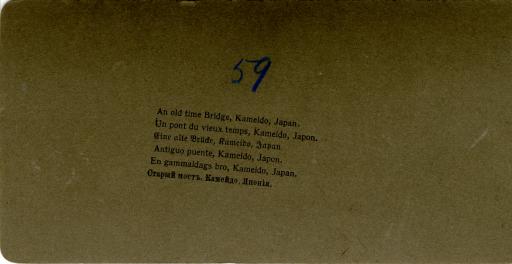 59
An old time Bridge, Kameido, Japan.
Un pont du vieux temps, Kameido, Japon.
Eine alte Brücke, Kameido, Japan
Antiguo puente, Kameido, Japon.
En gammaldags bro, Kameido, Japan.
Старый мостъ. Камейдо. Японія.